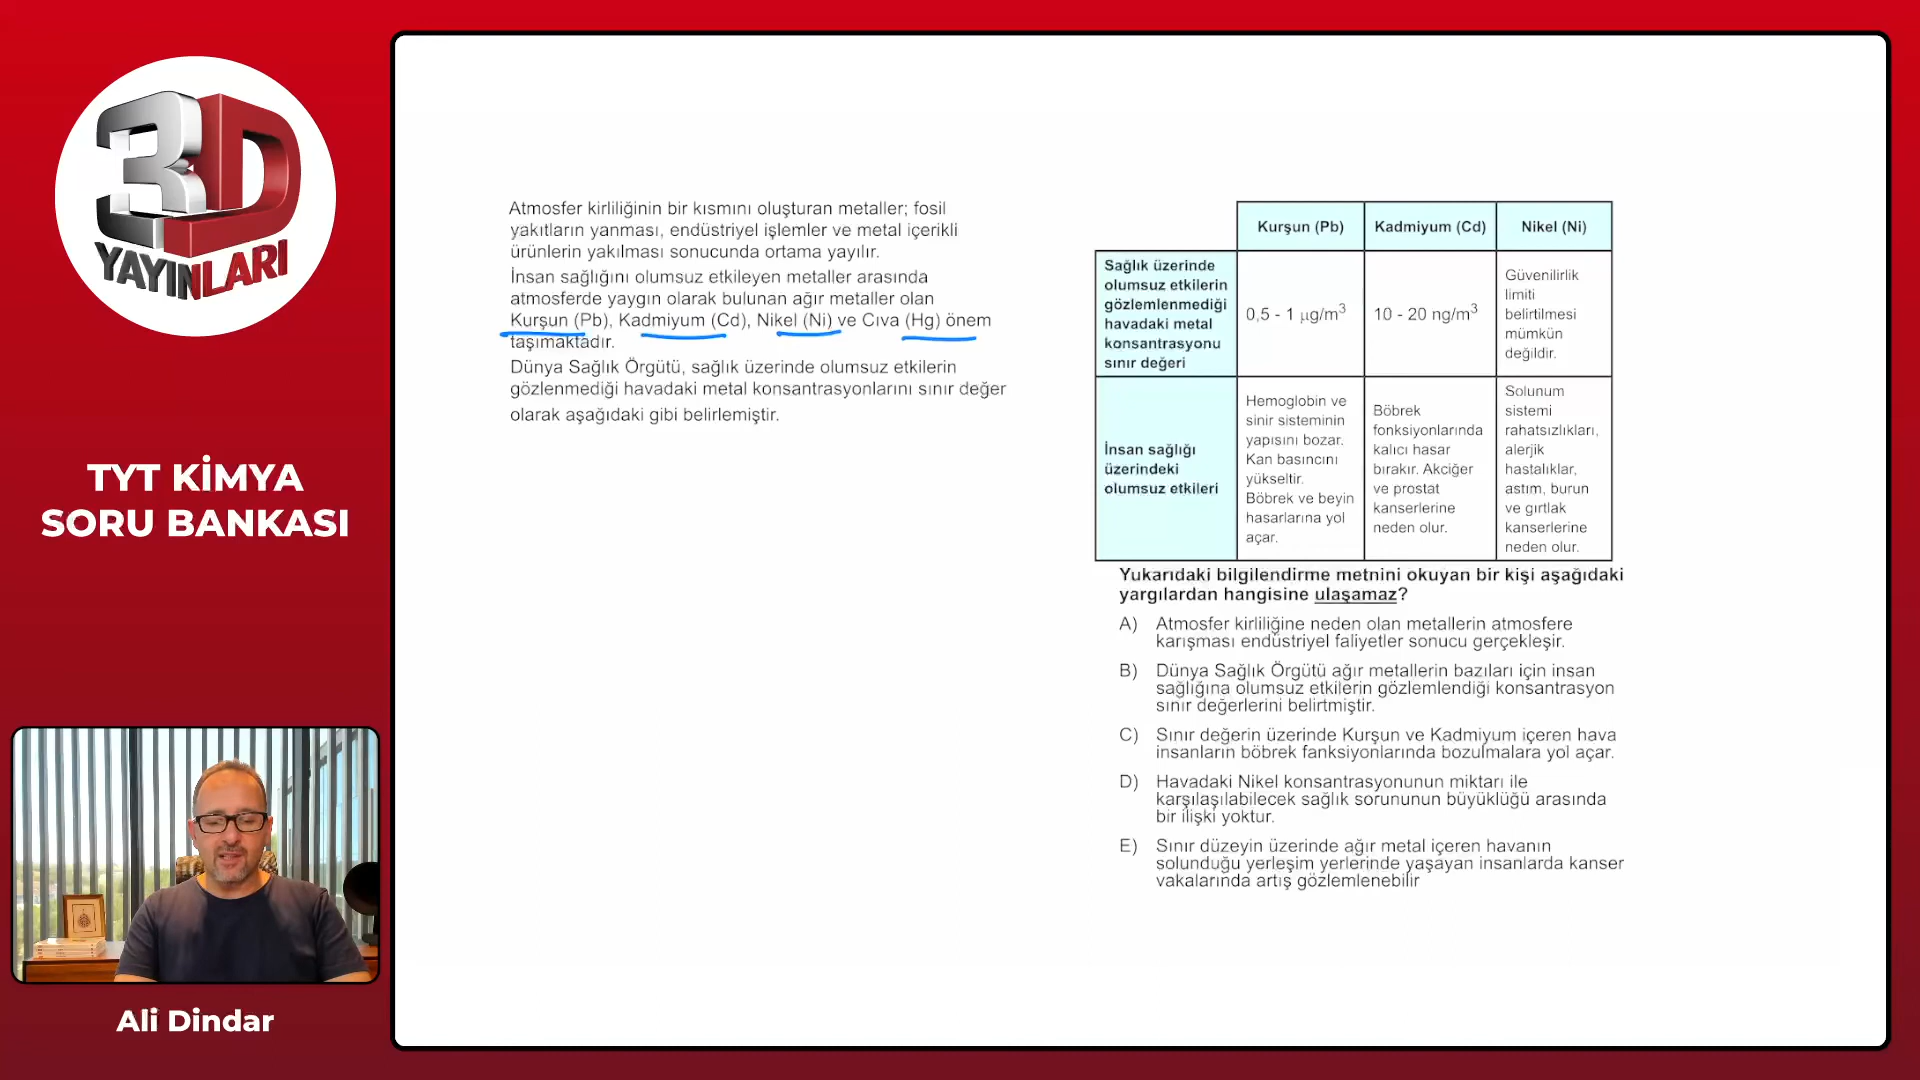 3D
YAYINLARI
TYT KİMYA
SORU BANKASI
Ali Dindar
Atmosfer kirliliğinin bir kısmını oluşturan metaller; fosil
yakıtların yanması, endüstriyel işlemler ve metal içerikli
ürünlerin yakılması sonucunda ortama yayılır.
İnsan sağlığını olumsuz etkileyen metaller arasında
atmosferde yaygın olarak bulunan ağır metaller olan
Kurşun (Pb), Kadmiyum (Cd), Nikel (Ni) ve Cıva (Hg) önem
taşımaktadır.
Dünya Sağlık Örgütü, sağlık üzerinde olumsuz etkilerin
gözlenmediği havadaki metal konsantrasyonlarını sınır değer
olarak aşağıdaki gibi belirlemiştir.
Kurşun (Pb)
Kadmiyum (Cd)
Nikel (Ni)
Sağlık üzerinde
olumsuz etkilerin
gözlemlenmediği
havadaki metal
konsantrasyonu
sınır değeri
0,5 - 1 µg/m³
10 - 20 ng/m³
Güvenilirlik
limiti
belirtilmesi
mümkün
değildir.
İnsan sağlığı
üzerindeki
olumsuz etkileri
Hemoglobin ve
sinir sisteminin
yapısını bozar.
Kan basıncını
yükseltir.
Böbrek ve beyin
hasarlarına yol
açar.
Böbrek
fonksiyonlarında
kalıcı hasar
bırakır. Akciğer
ve prostat
kanserlerine
neden olur.
Solunum
sistemi
rahatsızlıkları,
alerjik
hastalıklar,
astım, burun
ve gırtlak
kanserlerine
neden olur.
Yukarıdaki bilgilendirme metnini okuyan bir kişi aşağıdaki
yargılardan hangisine ulaşamaz?
A) Atmosfer kirliliğine neden olan metallerin atmosfere
karışması endüstriyel faliyetler sonucu gerçekleşir.
B) Dünya Sağlık Örgütü ağır metallerin bazıları için insan
sağlığına olumsuz etkilerin gözlemlendiği konsantrasyon
sınır değerlerini belirtmiştir.
C) Sınır değerin üzerinde Kurşun ve Kadmiyum içeren hava
insanların böbrek fanksiyonlarında bozulmalara yol açar.
D) Havadaki Nikel konsantrasyonunun miktarı ile
karşılaşılabilecek sağlık sorununun büyüklüğü arasında
bir ilişki yoktur.
E) Sınır düzeyin üzerinde ağır metal içeren havanın
solunduğu yerleşim yerlerinde yaşayan insanlarda kanser
vakalarında artış gözlemlenebilir